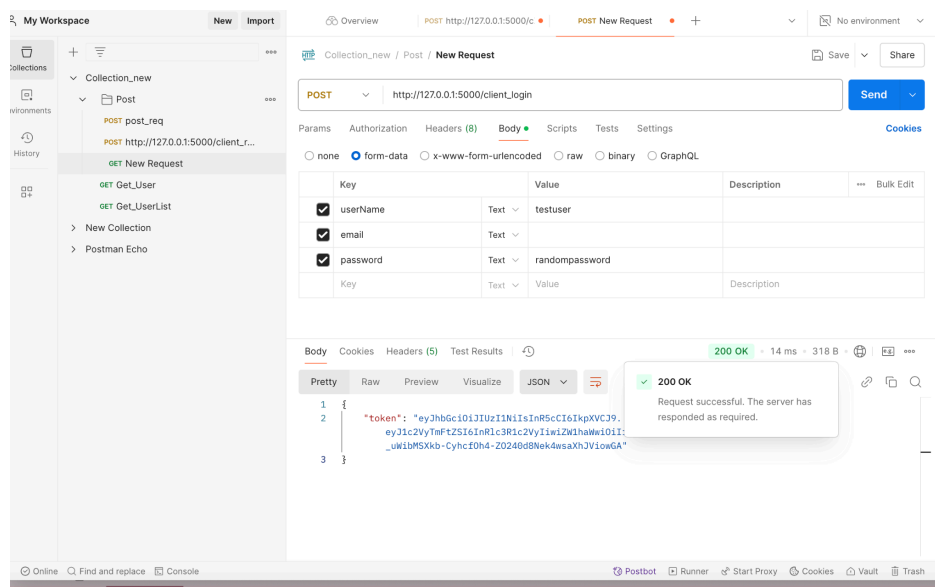 My Workspace New Import Overview POST http://127.0.0.1:5000/c POST New Request No environment
Collections
Collection_new
Collection_new / Post / New Request Save Share
Post
POST http://127.0.0.1:5000/client_login Send
POST post_req
POST http://127.0.0.1:5000/client_r...
History
GET New Request
GET Get_User
GET Get_UserList
New Collection
Postman Echo
Params Authorization Headers (8) Body Scripts Tests Settings Cookies
none form-data x-www-form-urlencoded raw binary GraphQL
Key Value Description Bulk Edit
userName Text testuser
email Text
password Text randompassword
Key Text Value Description
Body Cookies Headers (5) Test Results 200 OK 14 ms 318 B
Pretty Raw Preview Visualize JSON
200 OK
Request successful. The server has
responded as required.
1 {
2 "token": "eyJhbGciOiJIUzI1NiIsInR5cCI6IkpXVCJ9.
eyJ1c2VyTmFtZSI6InRlc3R1c2VyIiwiZW1haWwiOiI
_uWibMSXkb-CyhcfOh4-ZO240d8Nek4wsaXhJViowGA"
3 }
Online Find and replace Console Postbot Runner Start Proxy Cookies Vault Trash